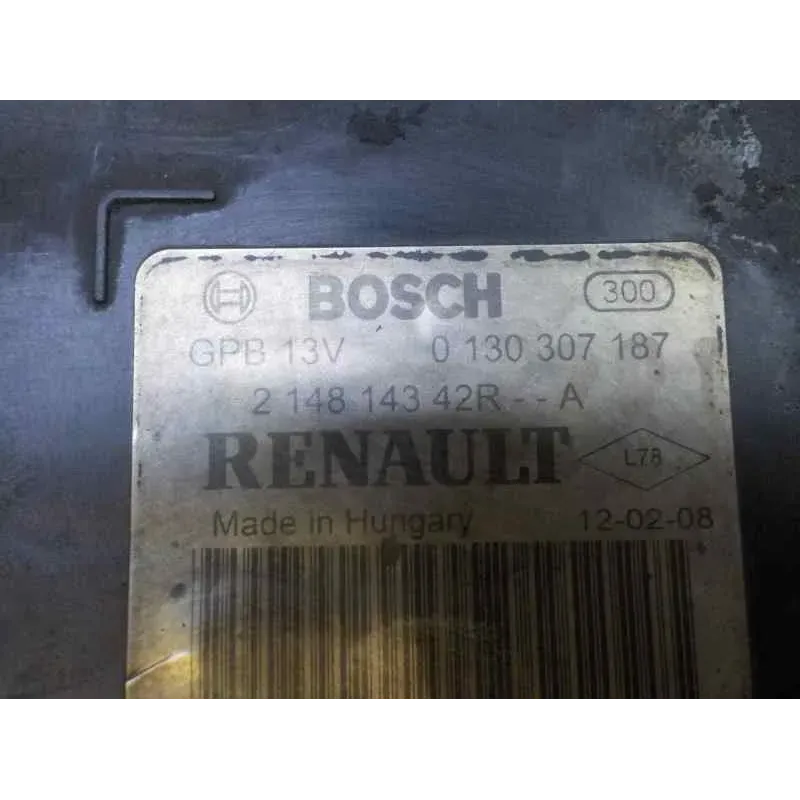 BOSCH 300
GPB 13V 0 130 307 187
2 148 143 42R - - A
RENAULT L78
Made in Hungary 12-02-08